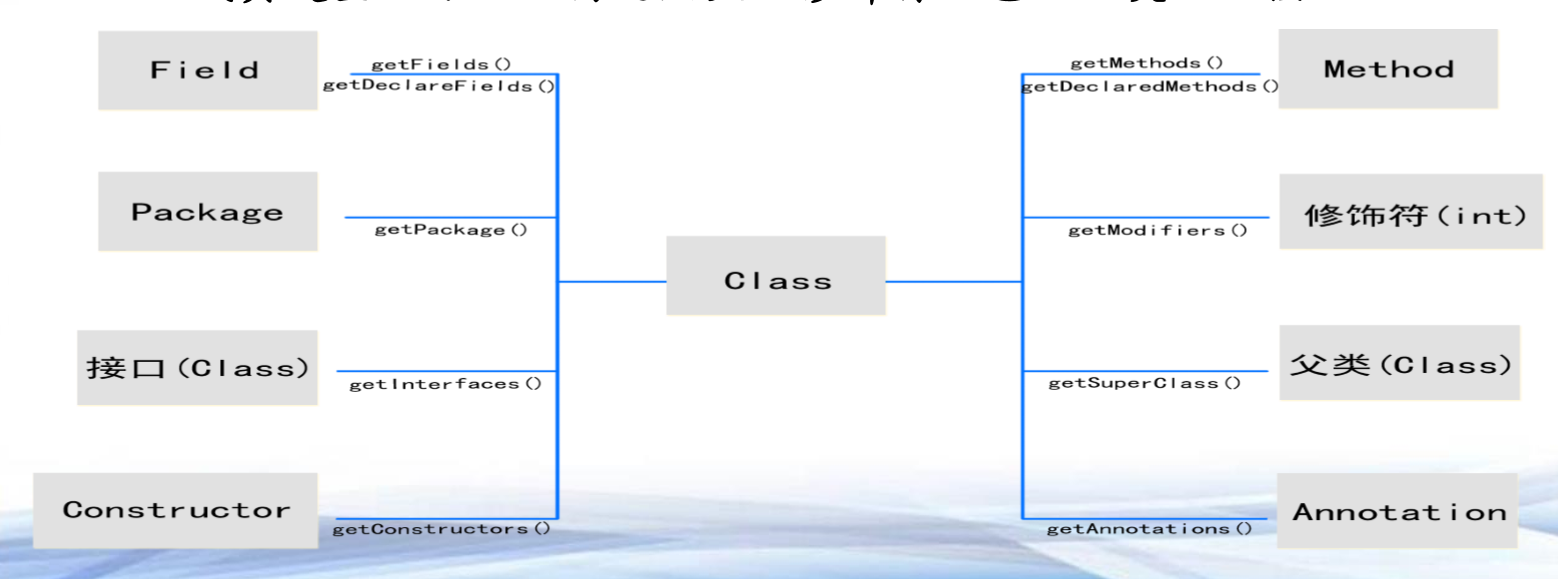 Field
getFields()
getDeclareFields()
getMethods()
getDeclaredMethods()
Method
Package
getPackage()
getModifiers()
修饰符(int)
Class
接口(Class)
getInterfaces()
getSuperClass()
父类(Class)
Constructor
getConstructors()
getAnnotations()
Annotation